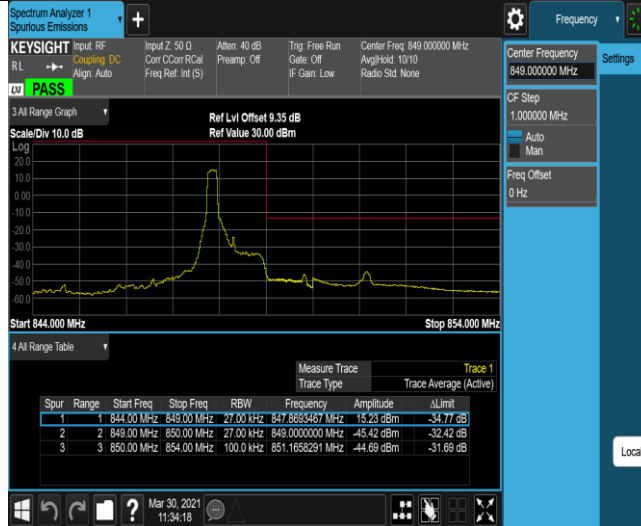 Spectrum Analyzer 1
Spurious Emissions
+
Frequency
KEYSIGHT
RL
LXI PASS
Input: RF
Coupling: DC
Align: Auto
Input Z: 50 Ω
Corr CCorr RCal
Freq Ref: Int (S)
Atten: 40 dB
Preamp: Off
Trig: Free Run
Gate: Off
IF Gain: Low
Center Freq: 849.000000 MHz
Avg|Hold: 10/10
Radio Std: None
Center Frequency
849.000000 MHz
Settings
CF Step
1.000000 MHz
Auto
Man
Freq Offset
0 Hz
3 All Range Graph
Scale/Div 10.0 dB
Ref Lvl Offset 9.35 dB
Ref Value 30.00 dBm
Log
20.0
10.0
0.00
-10.0
-20.0
-30.0
-40.0
-50.0
-60.0
Start 844.000 MHz
Stop 854.000 MHz
4 All Range Table
Measure Trace Trace 1
Trace Type Trace Average (Active)
Spur Range Start Freq Stop Freq RBW Frequency Amplitude ΔLimit
1 1 844.00 MHz 849.00 MHz 27.00 kHz 847.8693467 MHz 15.23 dBm -34.77 dB
2 2 849.00 MHz 850.00 MHz 27.00 kHz 849.0000000 MHz -45.42 dBm -32.42 dB
3 3 850.00 MHz 854.00 MHz 100.0 kHz 851.1658291 MHz -44.69 dBm -31.69 dB
Local
?
Mar 30, 2021
11:34:18